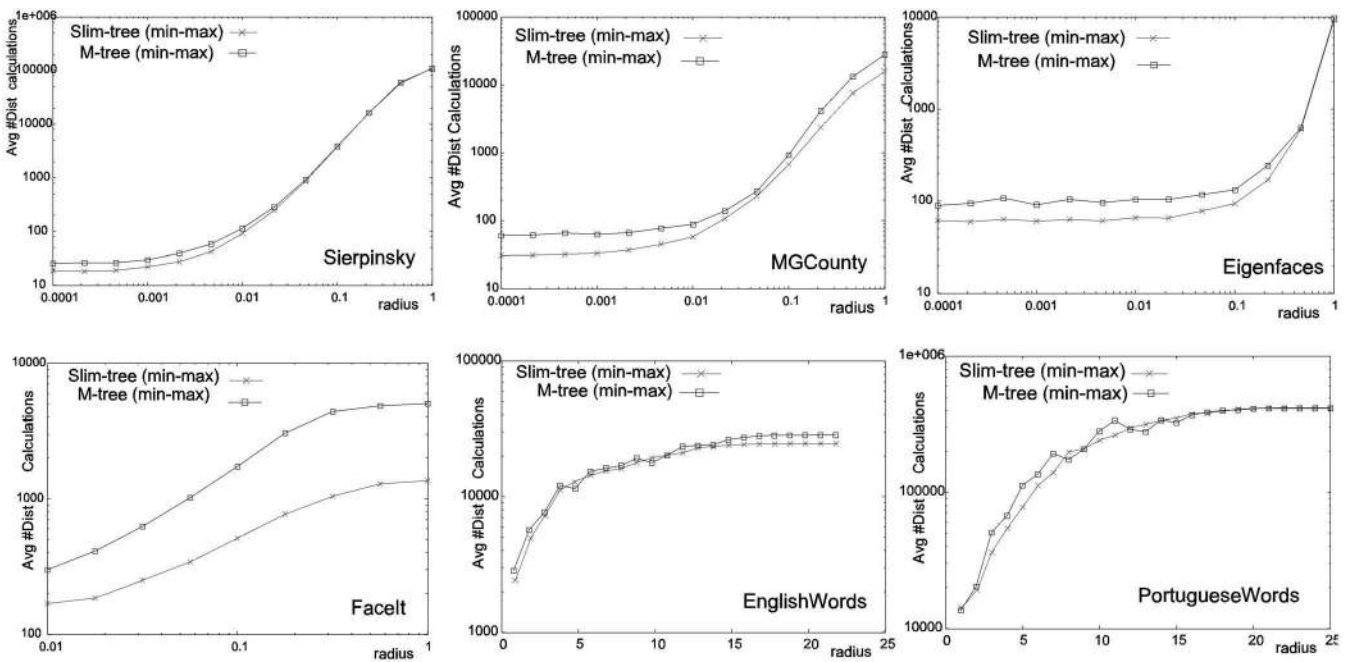 1e+006
Slim-tree (min-max)
M-tree (min-max)
Avg #Dist calculations
100000
10000
1000
100
10
0.0001 0.001 0.01 0.1 1
radius
Sierpinsky
100000
Slim-tree (min-max)
M-tree (min-max)
Avg #Dist Calculations
10000
1000
100
10
0.0001 0.001 0.01 0.1 1
radius
MGCounty
10000
Slim-tree (min-max)
M-tree (min-max)
Avg #Dist Calculations
1000
100
10
0.0001 0.001 0.01 0.1 1
radius
Eigenfaces
10000
Slim-tree (min-max)
M-tree (min-max)
Avg #Dist Calculations
1000
100
0.01 0.1 1
radius
FaceIt
100000
Slim-tree (min-max)
M-tree (min-max)
Avg #Dist Calculations
10000
1000
0 5 10 15 20 25
radius
EnglishWords
1e+006
Slim-tree (min-max)
M-tree (min-max)
Avg #Dist Calculations
100000
10000
0 5 10 15 20 25
radius
PortugueseWords